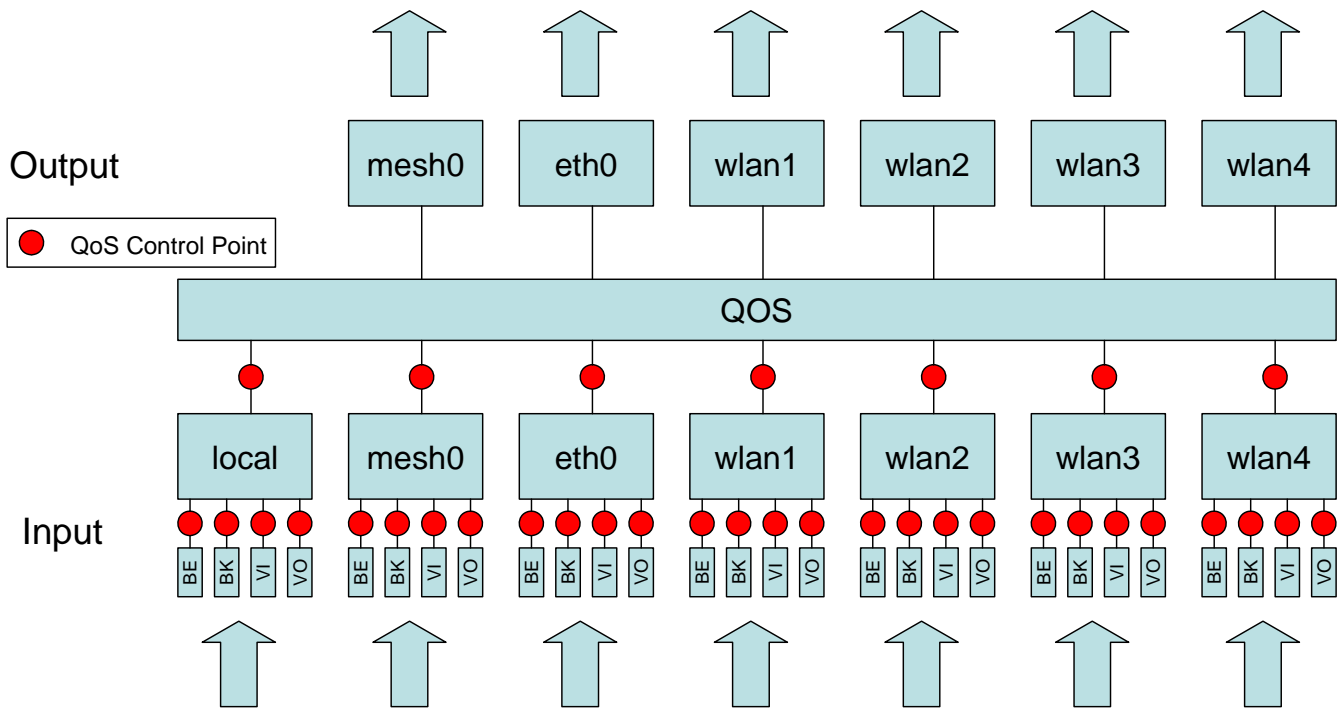 mesh0 eth0 wlan1 wlan2 wlan3 wlan4
Output
QoS Control Point
QOS
local mesh0 eth0 wlan1 wlan2 wlan3 wlan4
Input
BE BK VI VO BE BK VI VO BE BK VI VO BE BK VI VO BE BK VI VO BE BK VI VO BE BK VI VO